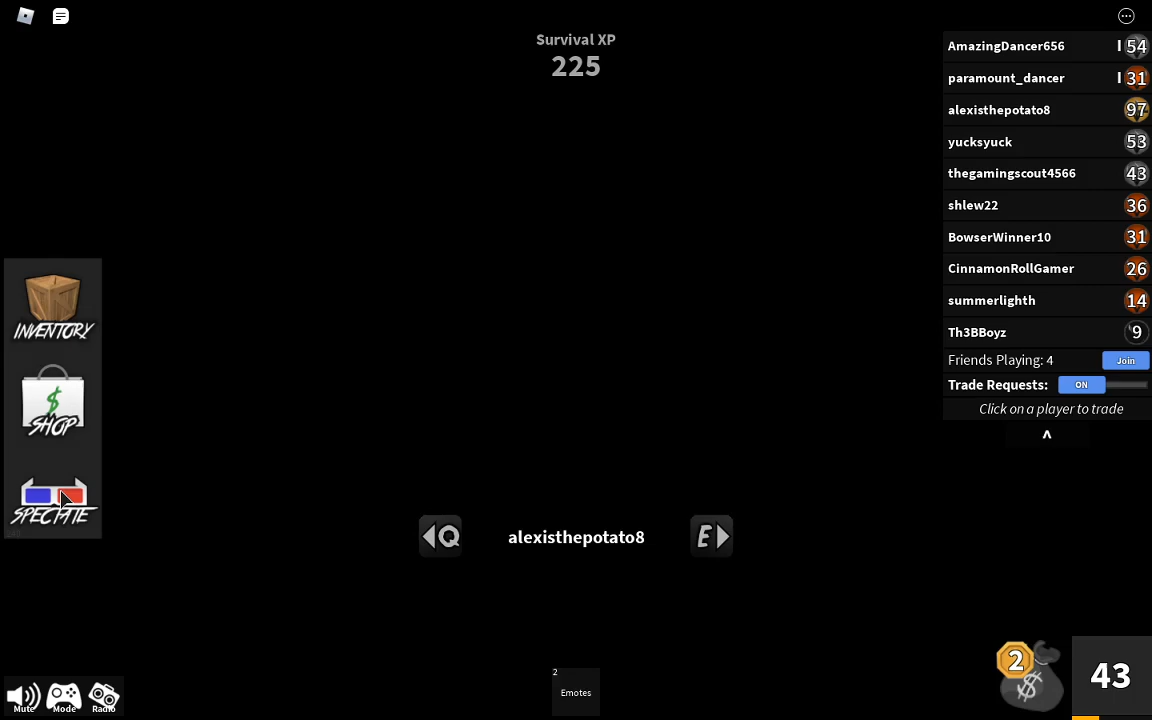 Survival XP
225
AmazingDancer656 I 54
paramount_dancer I 31
alexisthepotato8 97
yucksyuck 53
thegamingscout4566 43
shlew22 36
BowserWinner10 31
CinnamonRollGamer 26
summerlighth 14
Th3BBoyz 9
Friends Playing: 4 Join
Trade Requests: ON
Click on a player to trade
^
INVENTORY
$
SHOP
SPECTATE
Q alexisthepotato8 E
2
Emotes
Mute Mode Radio
2
$
43